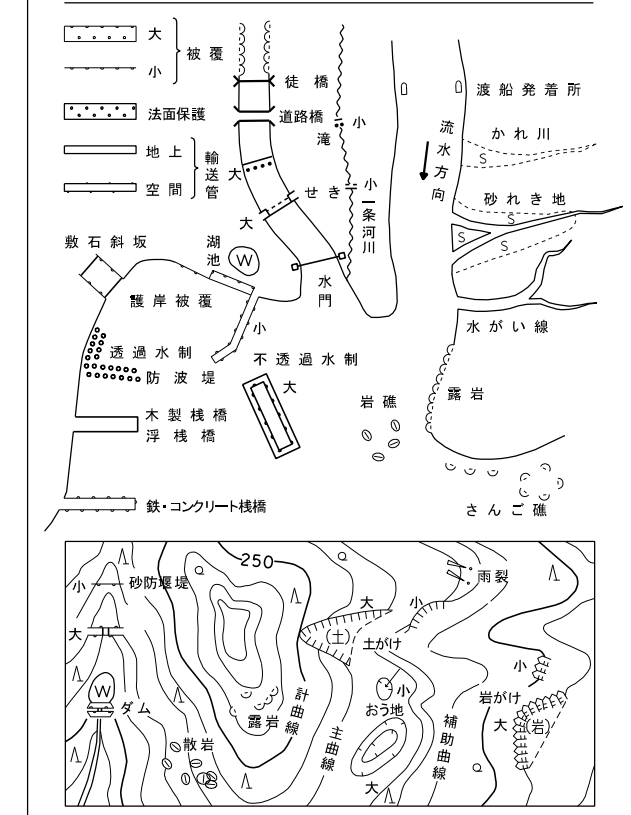 大
小
被覆
法面保護
地上
空間
輸送管
徒橋
道路橋
小
滝
大
せき
小
大
一条河川
渡船発着所
流水方向
かれ川
S
砂れき地
S
S
S
敷石斜坂
湖池
W
護岸被覆
水門
小
水がい線
透過水制
防波堤
不透過水制
大
岩礁
露岩
木製桟橋
浮桟橋
鉄・コンクリート桟橋
さんご礁
250
小
砂防堰堤
大
W
ダム
散岩
露岩
計曲線
主曲線
大
小
(土)
土がけ
雨裂
小
おう地
大
補助曲線
小
岩がけ
大
(岩)